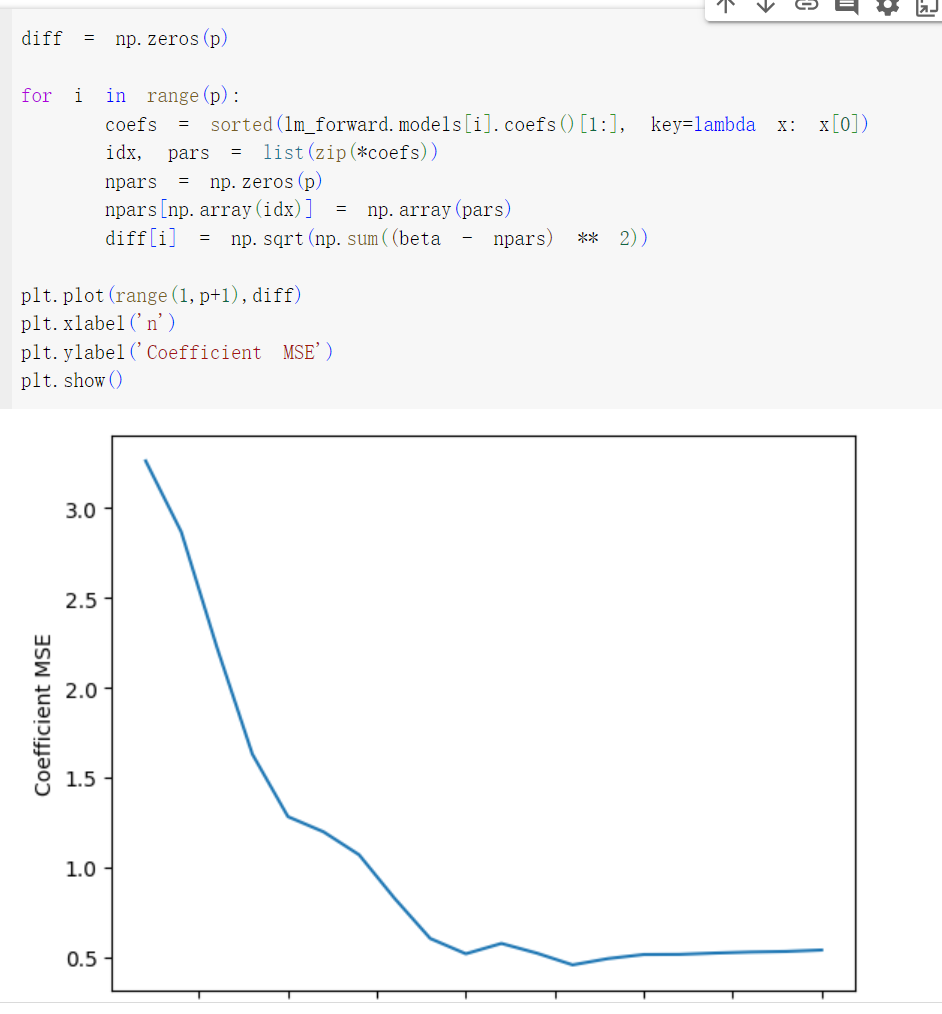 diff = np.zeros(p)
for i in range(p):
coefs = sorted(lm_forward.models[i].coefs()[1:], key=lambda x: x[0])
idx, pars = list(zip(*coefs))
npars = np.zeros(p)
npars[np.array(idx)] = np.array(pars)
diff[i] = np.sqrt(np.sum((beta - npars) ** 2))
plt.plot(range(1,p+1),diff)
plt.xlabel('n')
plt.ylabel('Coefficient MSE')
plt.show()
3.0
2.5
2.0
1.5
1.0
0.5
Coefficient MSE